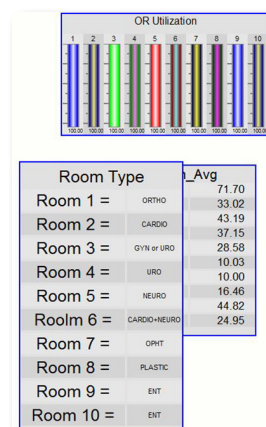 OR Utilization
1 2 3 4 5 6 7 8 9 10
100.00 100.00 100.00 100.00 100.00 100.00 100.00 100.00 100.00 100.00
Room Type
Room 1 = ORTHO
Room 2 = CARDIO
Room 3 = GYN or URO
Room 4 = URO
Room 5 = NEURO
Roolm 6 = CARDIO+NEURO
Room 7 = OPHT
Room 8 = PLASTIC
Room 9 = ENT
Room 10 = ENT
_Avg
71.70
33.02
43.19
37.15
28.58
10.03
10.00
16.46
44.82
24.95